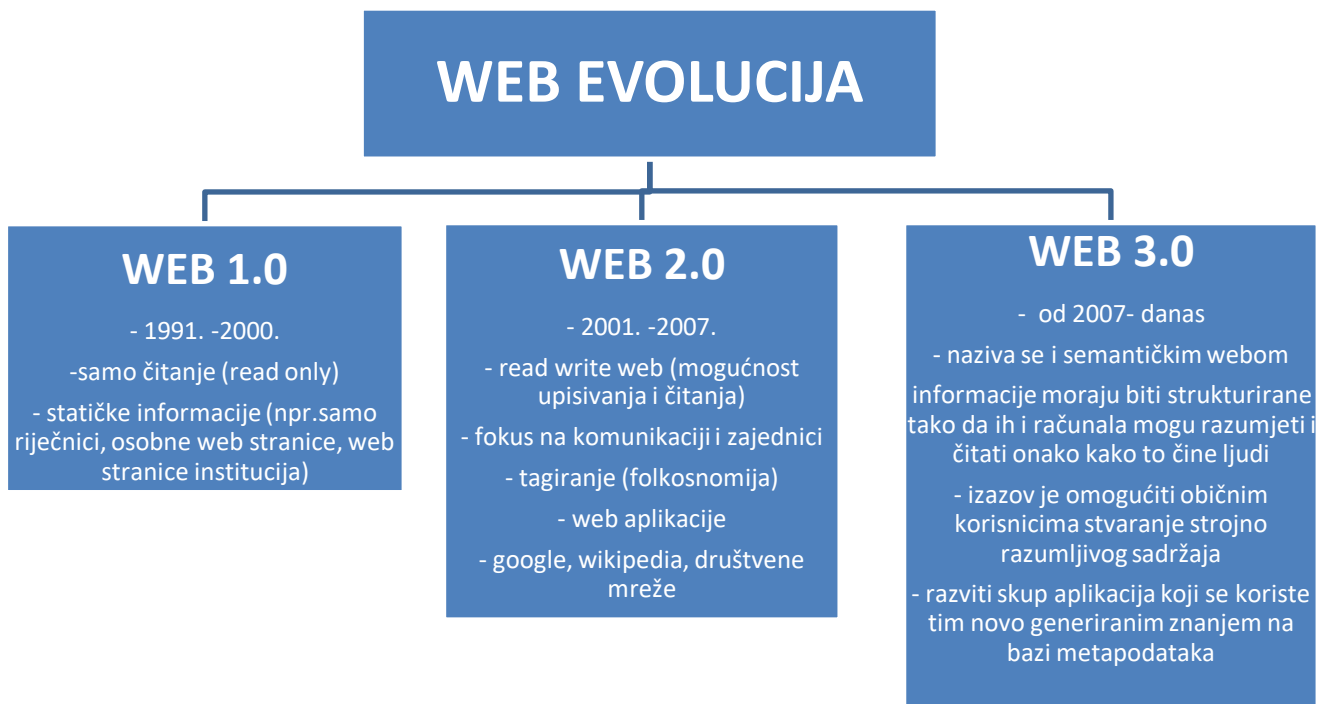 WEB EVOLUCIJA
WEB 1.0
- 1991. -2000.
-samo čitanje (read only)
- statičke informacije (npr.samo
riječnici, osobne web stranice, web
stranice institucija)
WEB 2.0
- 2001. -2007.
- read write web (mogućnost
upisivanja i čitanja)
- fokus na komunikaciji i zajednici
- tagiranje (folkosnomija)
- web aplikacije
- google, wikipedia, društvene
mreže
WEB 3.0
- od 2007- danas
- naziva se i semantičkim webom
informacije moraju biti strukturirane
tako da ih i računala mogu razumjeti i
čitati onako kako to čine ljudi
- izazov je omogućiti običnim
korisnicima stvaranje strojno
razumljivog sadržaja
- razviti skup aplikacija koji se koriste
tim novo generiranim znanjem na
bazi metapodataka